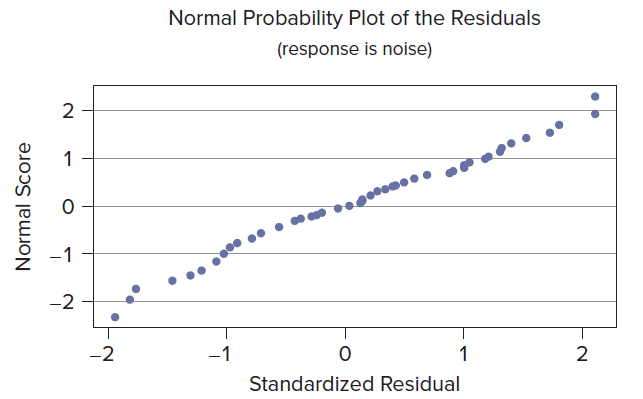 Normal Probability Plot of the Residuals
(response is noise)
Normal Score
2
1
0
−1
−2
−2 −1 0 1 2
Standardized Residual